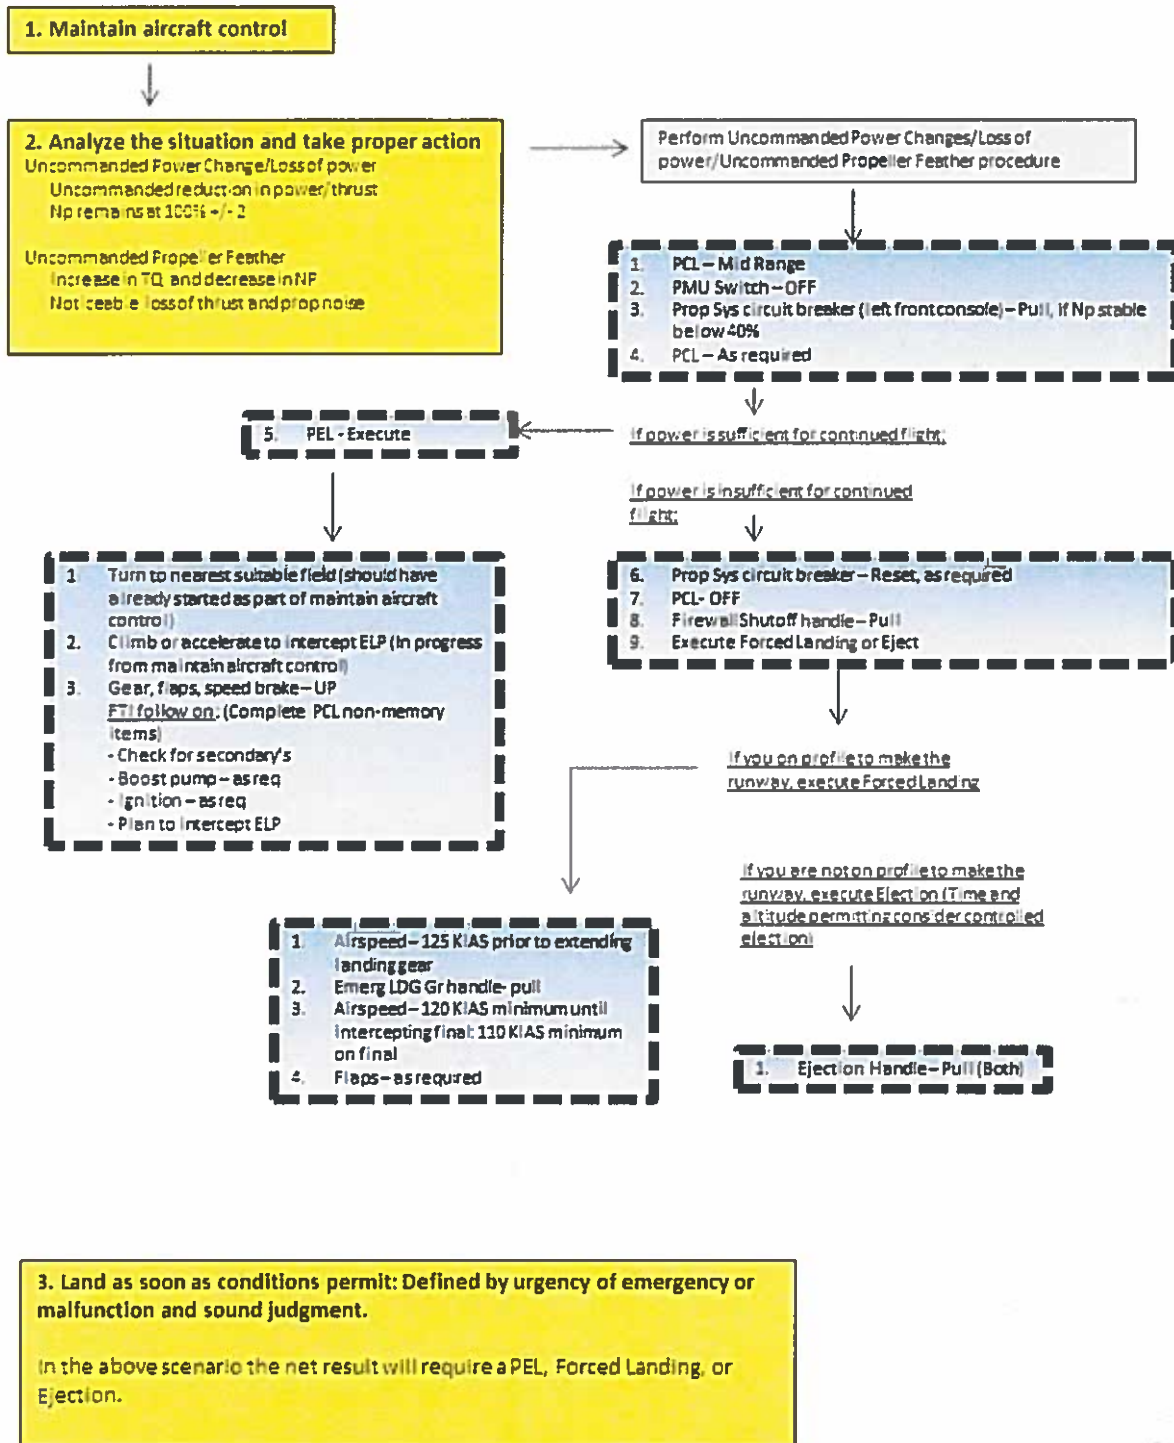 1. Maintain aircraft control
2. Analyze the situation and take proper action
Uncommanded Power Change/Loss of power
Uncommanded reduction in power/thrust
Np remains at 100% +/- 2
Uncommanded Propeller Feather
Increase in TQ, and decrease in NP
Noticeable loss of thrust and prop noise
Perform Uncommanded Power Changes/Loss of
power/Uncommanded Propeller Feather procedure
1. PCL – Mid Range
2. PMU Switch – OFF
3. Prop Sys circuit breaker (left front console) – Pull, if Np stable
below 40%
4. PCL – As required
If power is sufficient for continued flight:
5. PEL - Execute
If power is insufficient for continued
flight:
1 Turn to nearest suitable field (should have
already started as part of maintain aircraft
control)
2. Climb or accelerate to intercept ELP (in progress
from maintain aircraft control)
3. Gear, flaps, speed brake – UP
FTI follow on: (Complete PCL non-memory
items)
- Check for secondary's
- Boost pump – as req
- Ignition – as req
- Plan to intercept ELP
6. Prop Sys circuit breaker – Reset, as required
7. PCL- OFF
8. Firewall Shutoff handle – Pull
9. Execute Forced Landing or Eject
If you on profile to make the
runway, execute Forced Landing
If you are not on profile to make the
runway, execute Ejection (Time and
altitude permitting consider controlled
ejection)
1. Airspeed – 125 KIAS prior to extending
landing gear
2. Emerg LDG Gr handle- pull
3. Airspeed – 120 KIAS minimum until
intercepting final: 110 KIAS minimum
on final
4. Flaps – as required
1. Ejection Handle – Pull (Both)
3. Land as soon as conditions permit: Defined by urgency of emergency or
malfunction and sound judgment.
In the above scenario the net result will require a PEL, Forced Landing, or
Ejection.